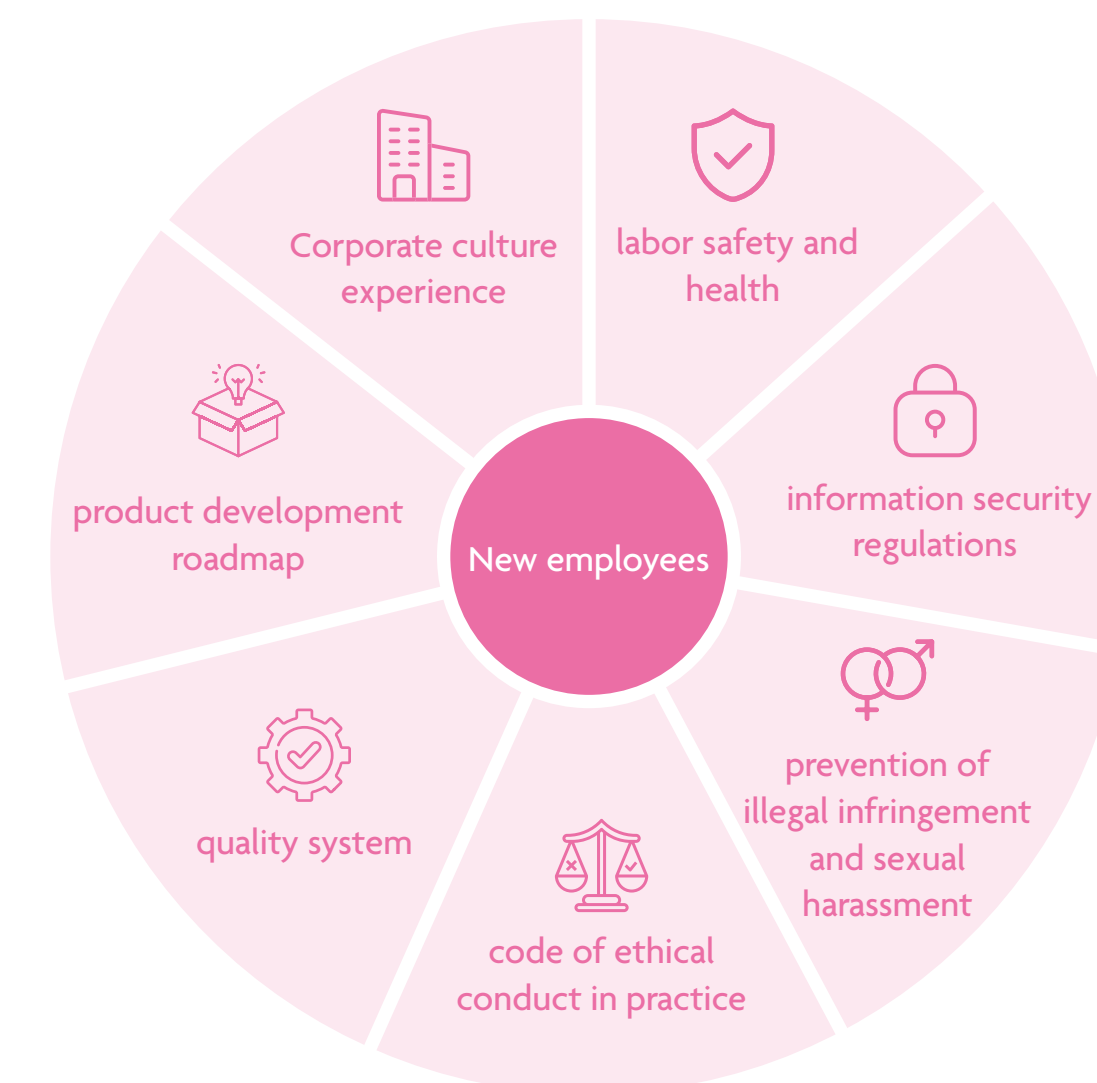 Corporate culture
experience
labor safety and
health
product development
roadmap
information security
regulations
New employees
prevention of
illegal infringement
and sexual
harassment
quality system
code of ethical
conduct in practice